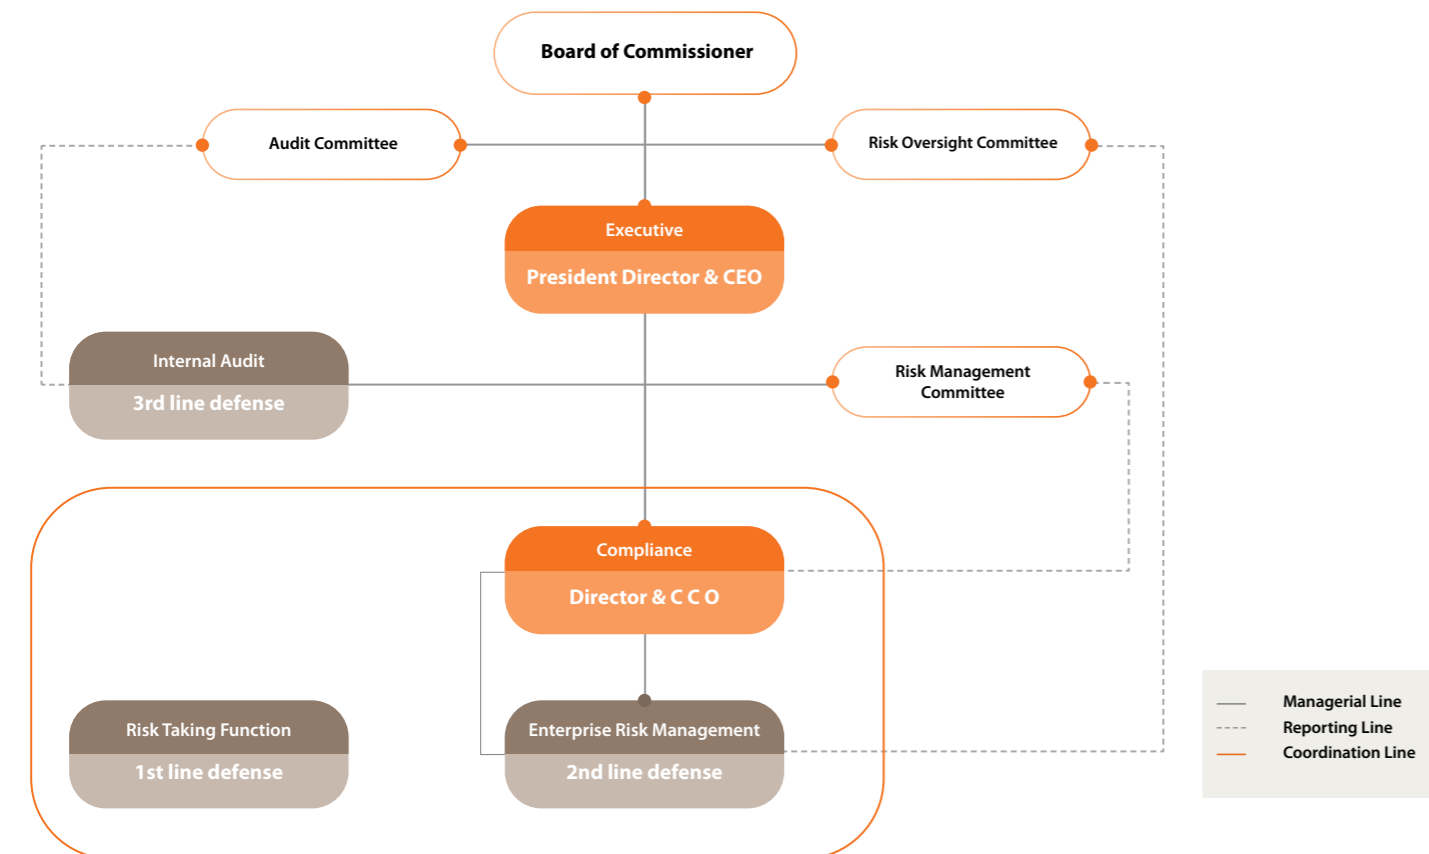 Board of Commissioner
Audit Committee
Risk Oversight Committee
Executive
President Director & CEO
Internal Audit
3rd line defense
Risk Management
Committee
Compliance
Director & C C O
Risk Taking Function
1st line defense
Enterprise Risk Management
2nd line defense
Managerial Line
Reporting Line
Coordination Line